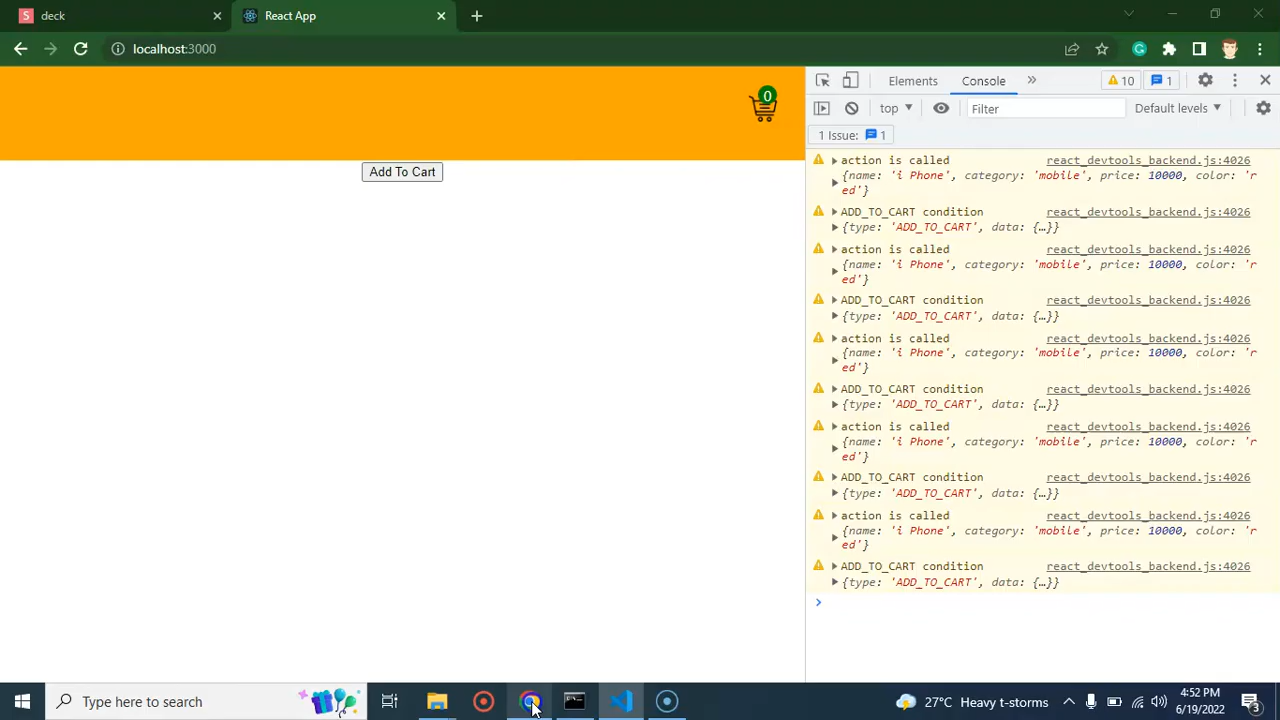 deck
React App
localhost:3000
0
Add To Cart
Elements
Console
10
1
top
Filter
Default levels
1 Issue: 1
action is called react_devtools_backend.js:4026
{name: 'i Phone', category: 'mobile', price: 10000, color: 'r
ed'}
ADD_TO_CART condition react_devtools_backend.js:4026
{type: 'ADD_TO_CART', data: {…}}
action is called react_devtools_backend.js:4026
{name: 'i Phone', category: 'mobile', price: 10000, color: 'r
ed'}
ADD_TO_CART condition react_devtools_backend.js:4026
{type: 'ADD_TO_CART', data: {…}}
action is called react_devtools_backend.js:4026
{name: 'i Phone', category: 'mobile', price: 10000, color: 'r
ed'}
ADD_TO_CART condition react_devtools_backend.js:4026
{type: 'ADD_TO_CART', data: {…}}
action is called react_devtools_backend.js:4026
{name: 'i Phone', category: 'mobile', price: 10000, color: 'r
ed'}
ADD_TO_CART condition react_devtools_backend.js:4026
{type: 'ADD_TO_CART', data: {…}}
action is called react_devtools_backend.js:4026
{name: 'i Phone', category: 'mobile', price: 10000, color: 'r
ed'}
ADD_TO_CART condition react_devtools_backend.js:4026
{type: 'ADD_TO_CART', data: {…}}
Type here to search
27°C Heavy t-storms
4:52 PM
6/19/2022
3